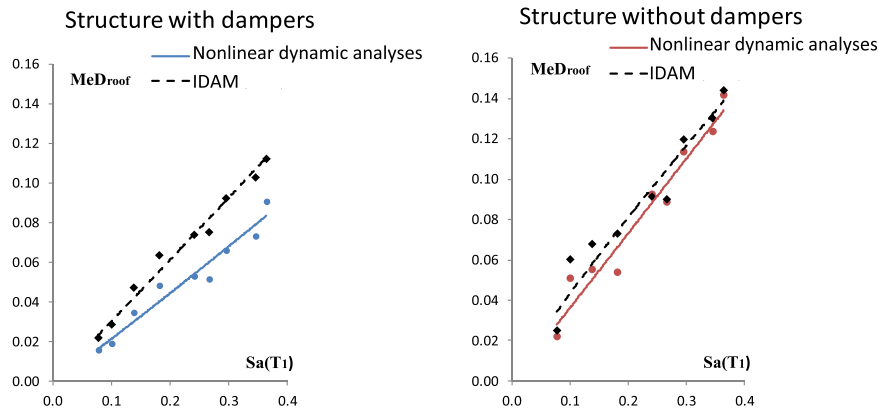 Structure with dampers
Nonlinear dynamic analyses
IDAM
MeDroof
0.16
0.14
0.12
0.10
0.08
0.06
0.04
0.02
0.00
Sa(T1)
0.0 0.1 0.2 0.3 0.4
Structure without dampers
Nonlinear dynamic analyses
IDAM
MeDroof
0.16
0.14
0.12
0.10
0.08
0.06
0.04
0.02
0.00
Sa(T1)
0.0 0.1 0.2 0.3 0.4